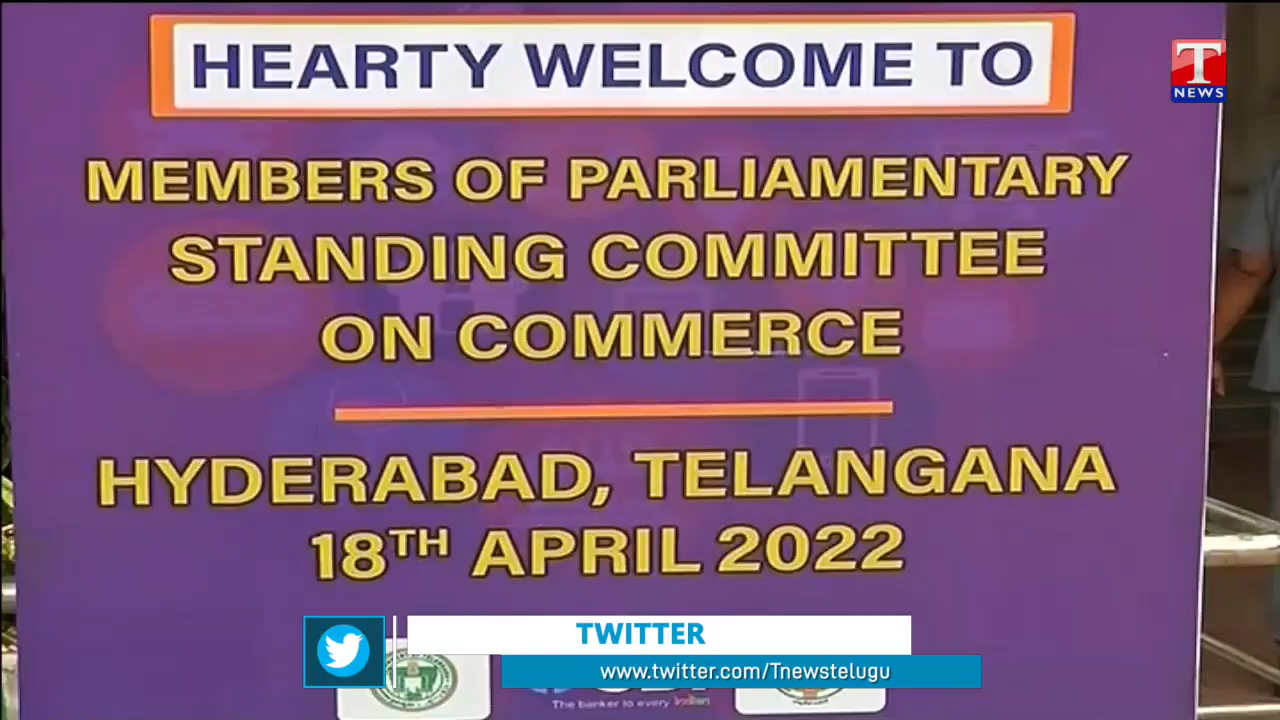 HEARTY WELCOME TO
T
NEWS
MEMBERS OF PARLIAMENTARY
STANDING COMMITTEE
ON COMMERCE
HYDERABAD, TELANGANA
18TH APRIL 2022
TWITTER
www.twitter.com/Tnewstelugu
The banker to every Indian